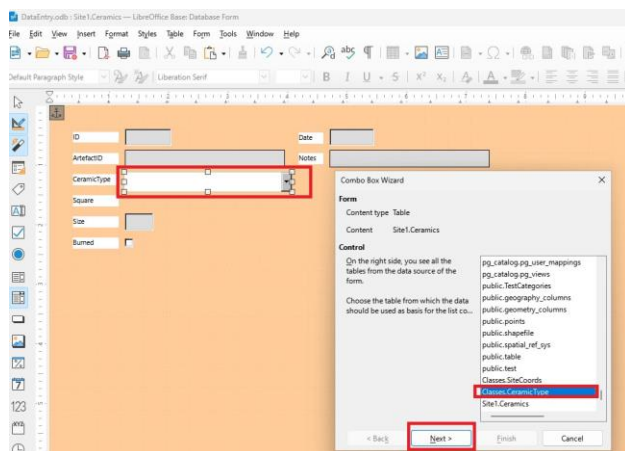 DataEntry.odb : Site1.Ceramics — LibreOffice Base: Database Form
File Edit View Insert Format Styles Table Form Tools Window Help
Default Paragraph Style Liberation Serif
B I U S X² X₂ A
ID
Date
ArtefactID
Notes
CeramicType
Square
Size
Burned
Combo Box Wizard
Form
Content type Table
Content Site1.Ceramics
Control
On the right side, you see all the
tables from the data source of the
form.
Choose the table from which the data
should be used as basis for the list co...
pg_catalog.pg_user_mappings
pg_catalog.pg_views
public.TestCategories
public.geography_columns
public.geometry_columns
public.points
public.shapefile
public.spatial_ref_sys
public.table
public.test
Classes.SiteCoords
Classes.CeramicType
Site1.Ceramics
< Back Next > Finish Cancel
123